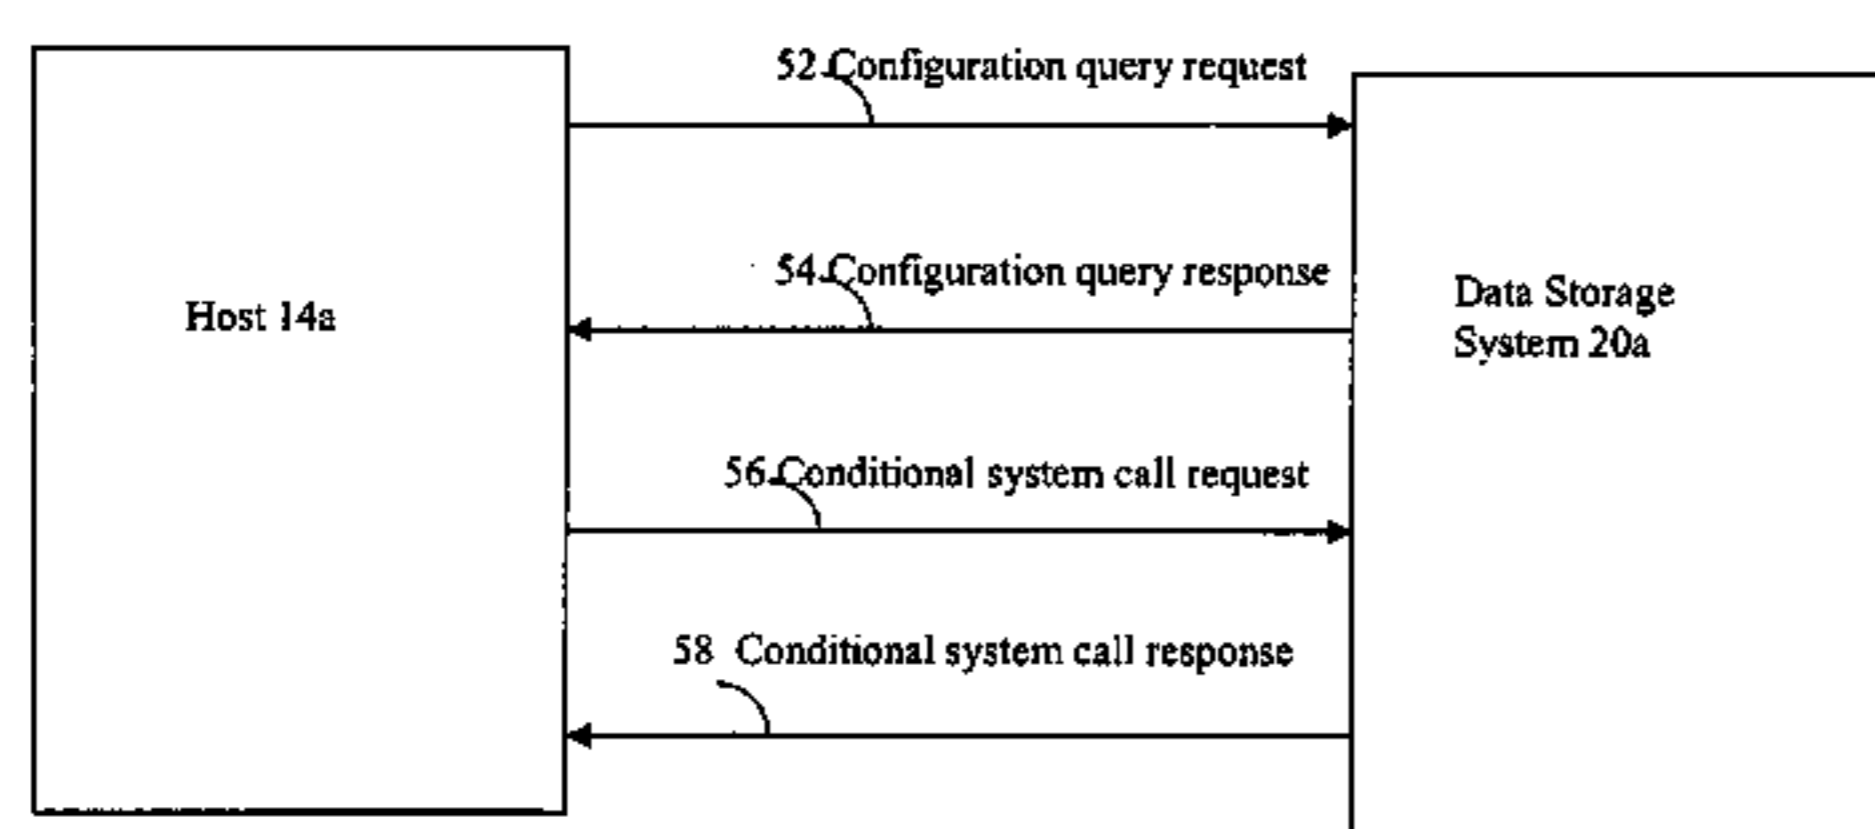 52 Configuration query request
54 Configuration query response
Host 14a
Data Storage
System 20a
56 Conditional system call request
58 Conditional system call response